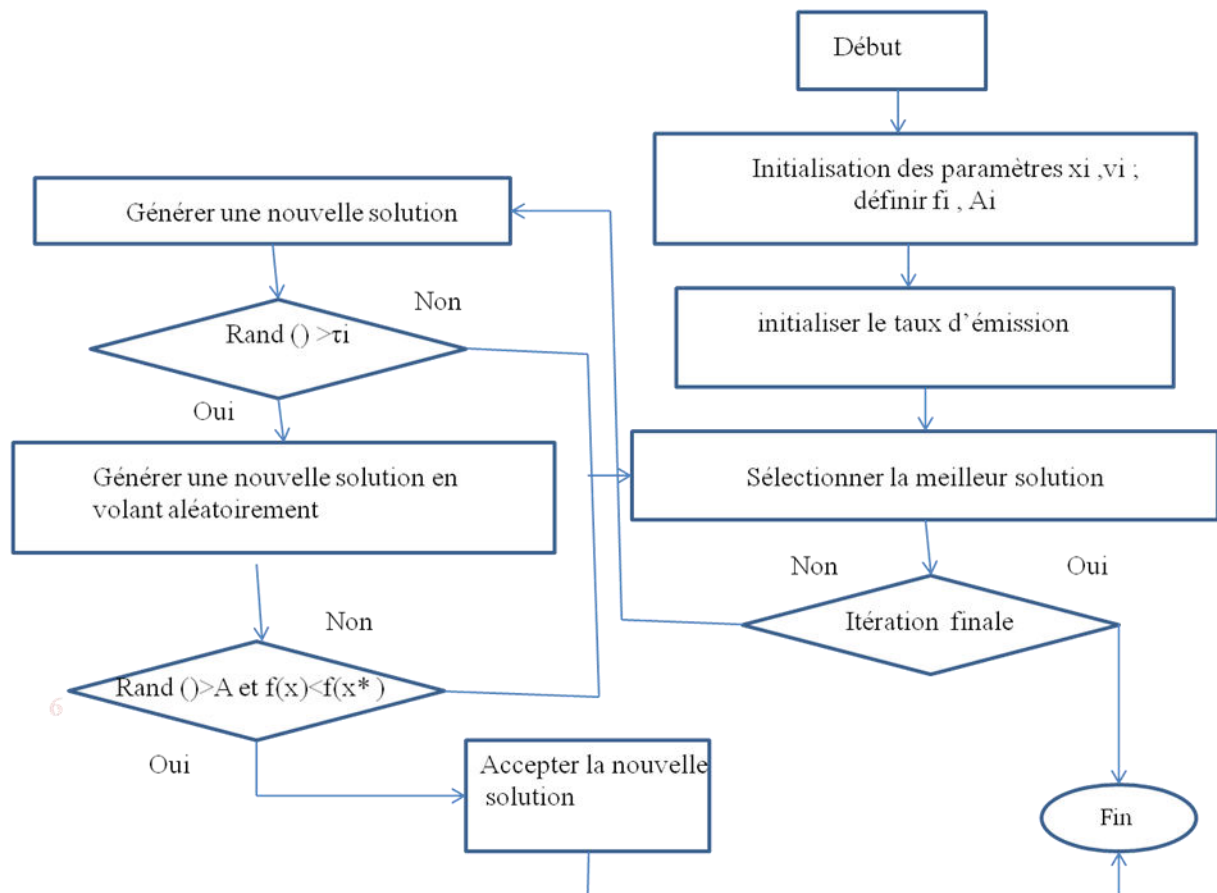 Début
Initialisation des paramètres xi ,vi ;
définir fi , Ai
initialiser le taux d’émission
Sélectionner la meilleur solution
Non
Oui
Itération finale
Générer une nouvelle solution
Non
Rand () >τi
Oui
Générer une nouvelle solution en
volant aléatoirement
Non
Rand ()>A et f(x)<f(x* )
6
Oui
Accepter la nouvelle
solution
Fin